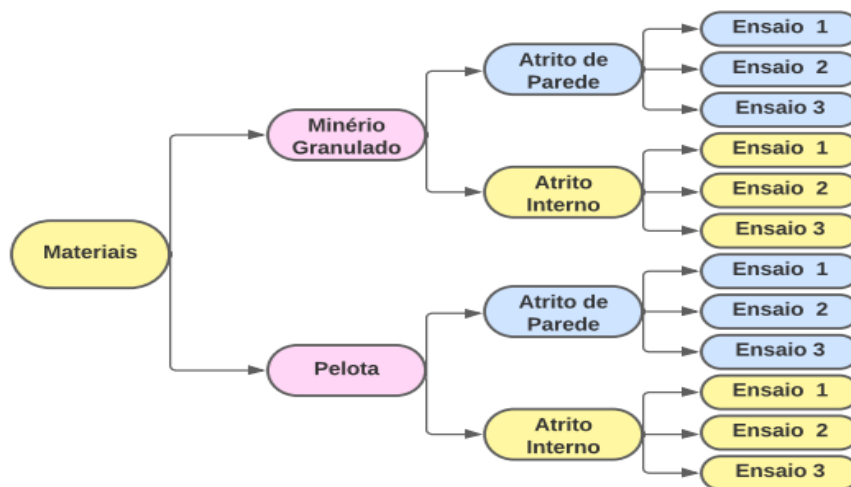 Materiais
Minério
Granulado
Atrito de
Parede
Ensaio 1
Ensaio 2
Ensaio 3
Atrito
Interno
Ensaio 1
Ensaio 2
Ensaio 3
Pelota
Atrito de
Parede
Ensaio 1
Ensaio 2
Ensaio 3
Atrito
Interno
Ensaio 1
Ensaio 2
Ensaio 3